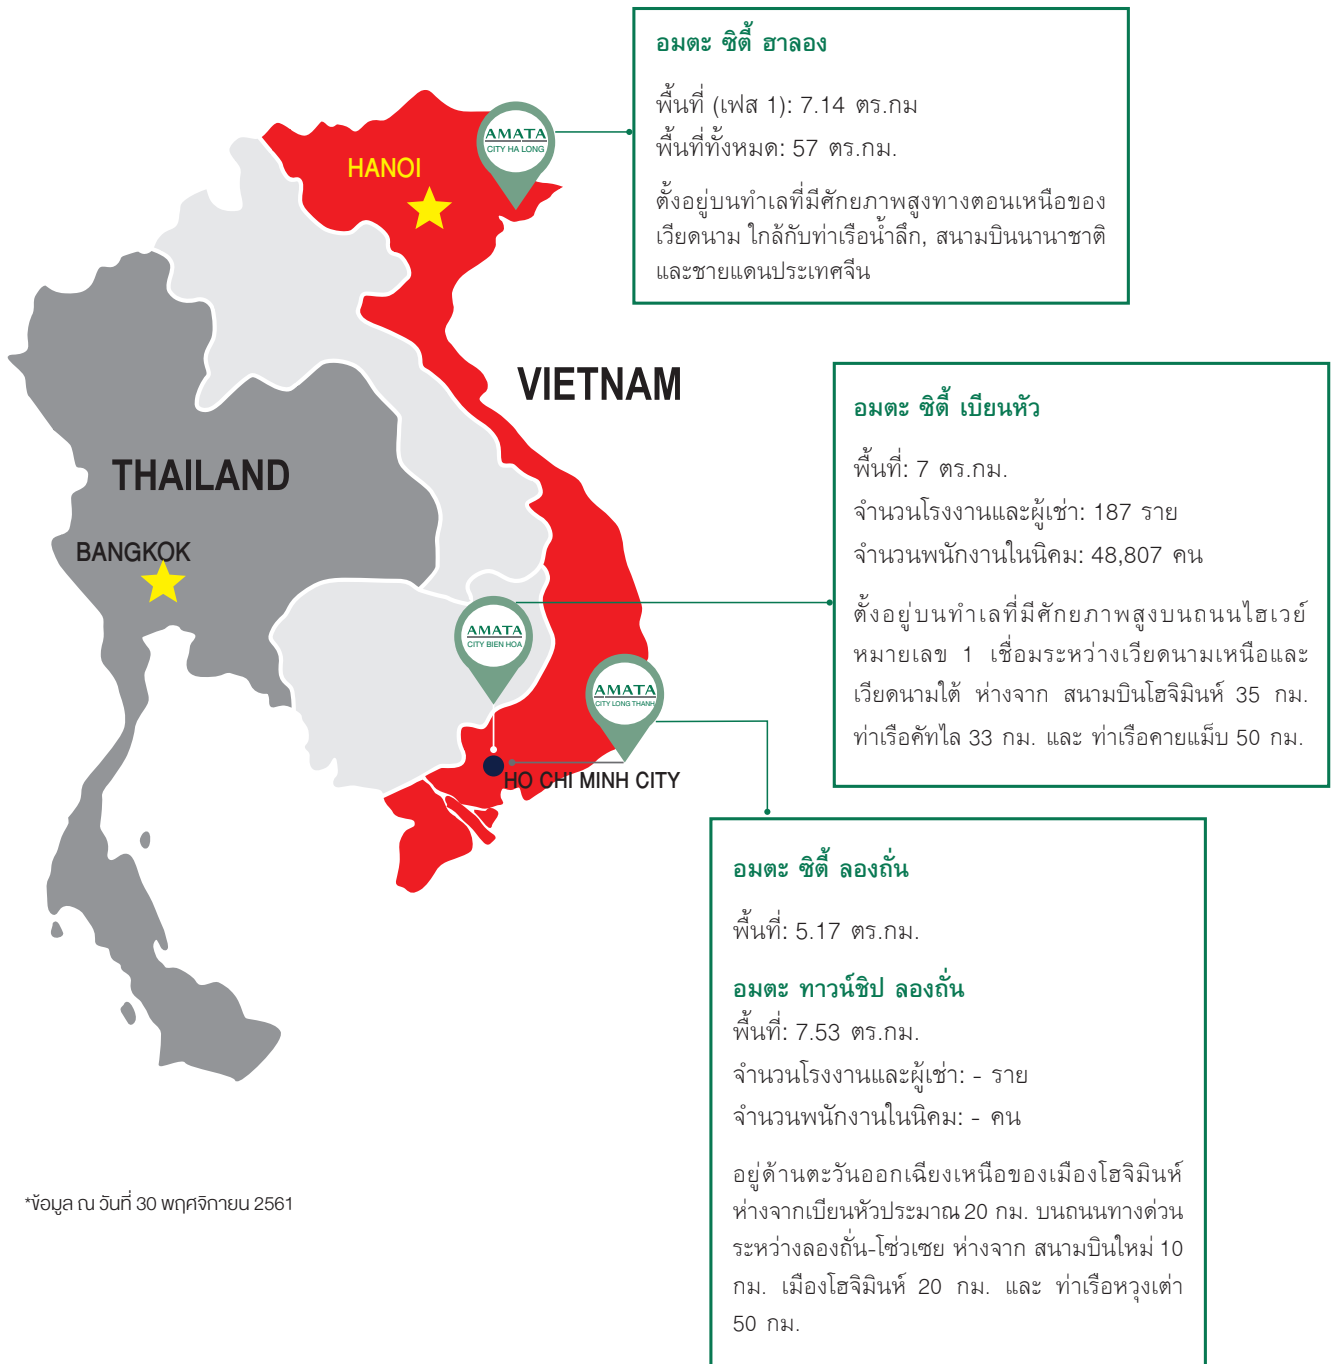 อมตะ ซิตี้ ฮาลอง
พื้นที่ (เฟส 1): 7.14 ตร.กม
พื้นที่ทั้งหมด: 57 ตร.กม.
ตั้งอยู่บนทำเลที่มีศักยภาพสูงทางตอนเหนือของ
เวียดนาม ใกล้กับท่าเรือน้ำลึก, สนามบินนานาชาติ
และชายแดนประเทศจีน
AMATA
CITY HA LONG
HANOI
VIETNAM
THAILAND
BANGKOK
อมตะ ซิตี้ เบียนหัว
พื้นที่: 7 ตร.กม.
จำนวนโรงงานและผู้เช่า: 187 ราย
จำนวนพนักงานในนิคม: 48,807 คน
ตั้งอยู่บนทำเลที่มีศักยภาพสูงบนถนนไฮเวย์
หมายเลข 1 เชื่อมระหว่างเวียดนามเหนือและ
เวียดนามใต้ ห่างจาก สนามบินโฮจิมินห์ 35 กม.
ท่าเรือคัทไล 33 กม. และ ท่าเรือคายแม็บ 50 กม.
AMATA
CITY BIEN HOA
AMATA
CITY LONG THANH
HO CHI MINH CITY
อมตะ ซิตี้ ลองถั่น
พื้นที่: 5.17 ตร.กม.
อมตะ ทาวน์ชิป ลองถั่น
พื้นที่: 7.53 ตร.กม.
จำนวนโรงงานและผู้เช่า: - ราย
จำนวนพนักงานในนิคม: - คน
อยู่ด้านตะวันออกเฉียงเหนือของเมืองโฮจิมินห์
ห่างจากเบียนหัวประมาณ 20 กม. บนถนนทางด่วน
ระหว่างลองถั่น-โซ่วเซย ห่างจาก สนามบินใหม่ 10
กม. เมืองโฮจิมินห์ 20 กม. และ ท่าเรือหวุงเต่า
50 กม.
*ข้อมูล ณ วันที่ 30 พฤศจิกายน 2561